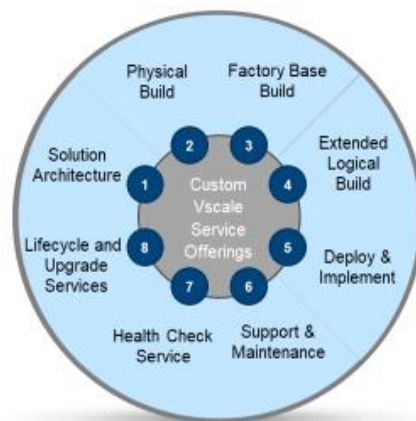 Physical
Build
Factory Base
Build
Solution
Architecture
Extended
Logical
Build
2
3
1
4
Custom
Vscale
Service
Offerings
8
5
7
6
Lifecycle and
Upgrade
Services
Deploy &
Implement
Health Check
Service
Support &
Maintenance